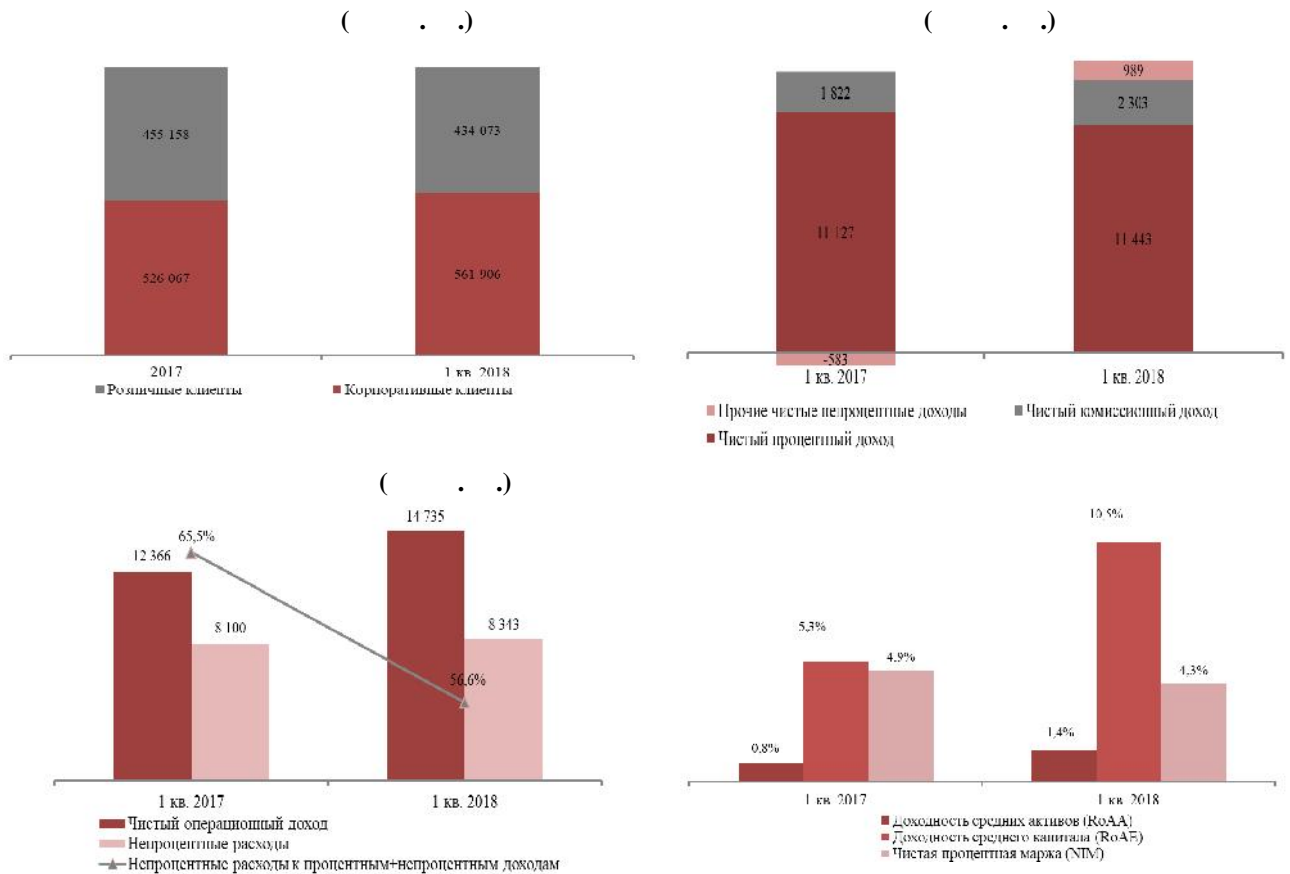 ( . .)
455 158
434 073
526 067
561 906
2017
1 кв. 2018
Розничные клиенты
Корпоративные клиенты
( . .)
989
1 822
2 303
11 127
11 443
-583
1 кв. 2017
1 кв. 2018
Прочие чистые непроцентные доходы
Чистый комиссионный доход
Чистый процентный доход
( . .)
14 735
65,5%
12 366
8 100
8 343
56,6%
1 кв. 2017
1 кв. 2018
Чистый операционный доход
Непроцентные расходы
Непроцентные расходы к процентным+непроцентным доходам
10,5%
5,3%
4,9%
4,3%
0,8%
1,4%
1 кв. 2017
1 кв. 2018
Доходность средних активов (RoAA)
Доходность среднего капитала (RoAE)
Чистая процентная маржа (NIM)